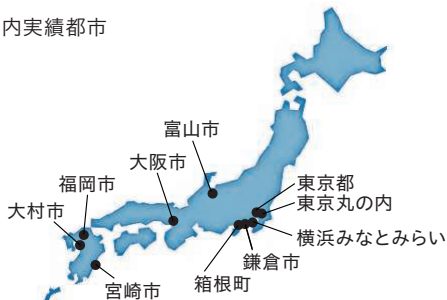 内実績都市
富山市
大阪市
福岡市
大村市
宮崎市
東京都
東京丸の内
横浜みなとみらい
鎌倉市
箱根町